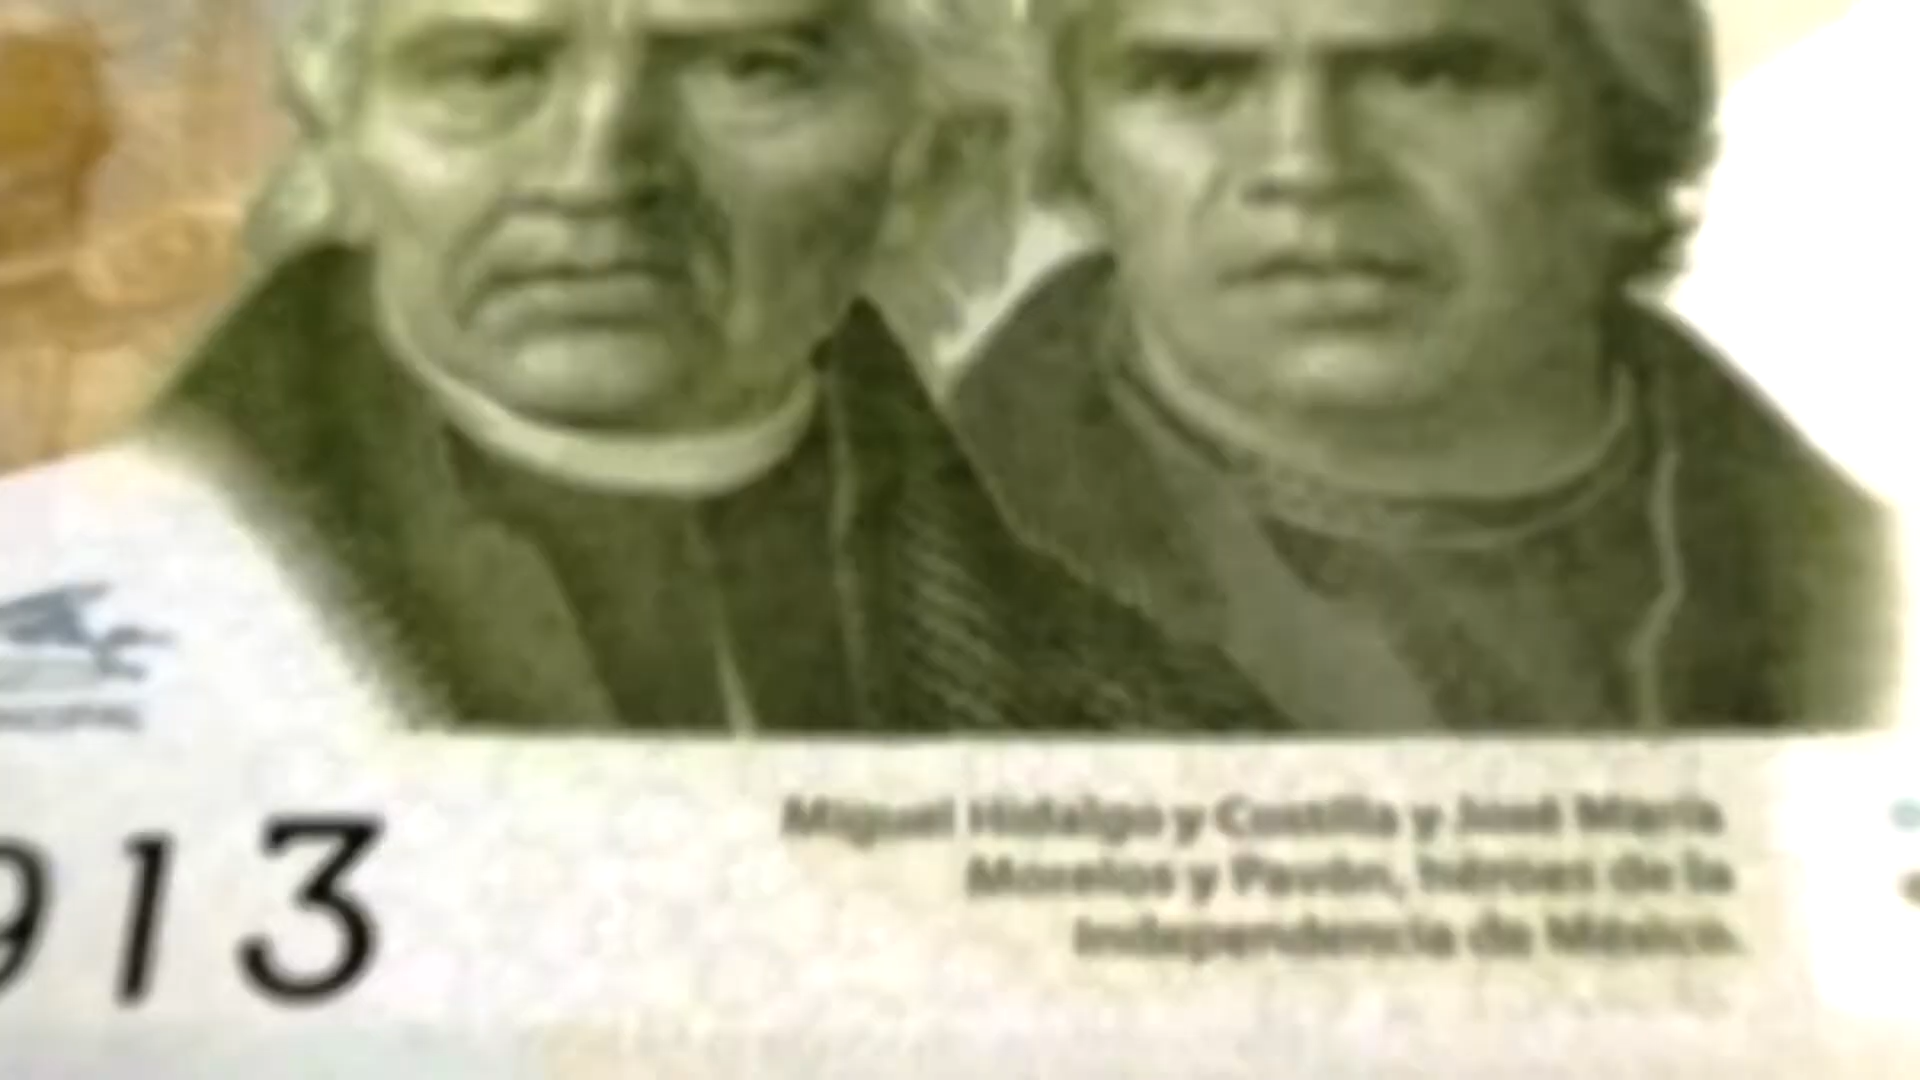 913
Miguel Hidalgo y Costilla y José María
Morelos y Pavón, héroes de la
Independencia de México.